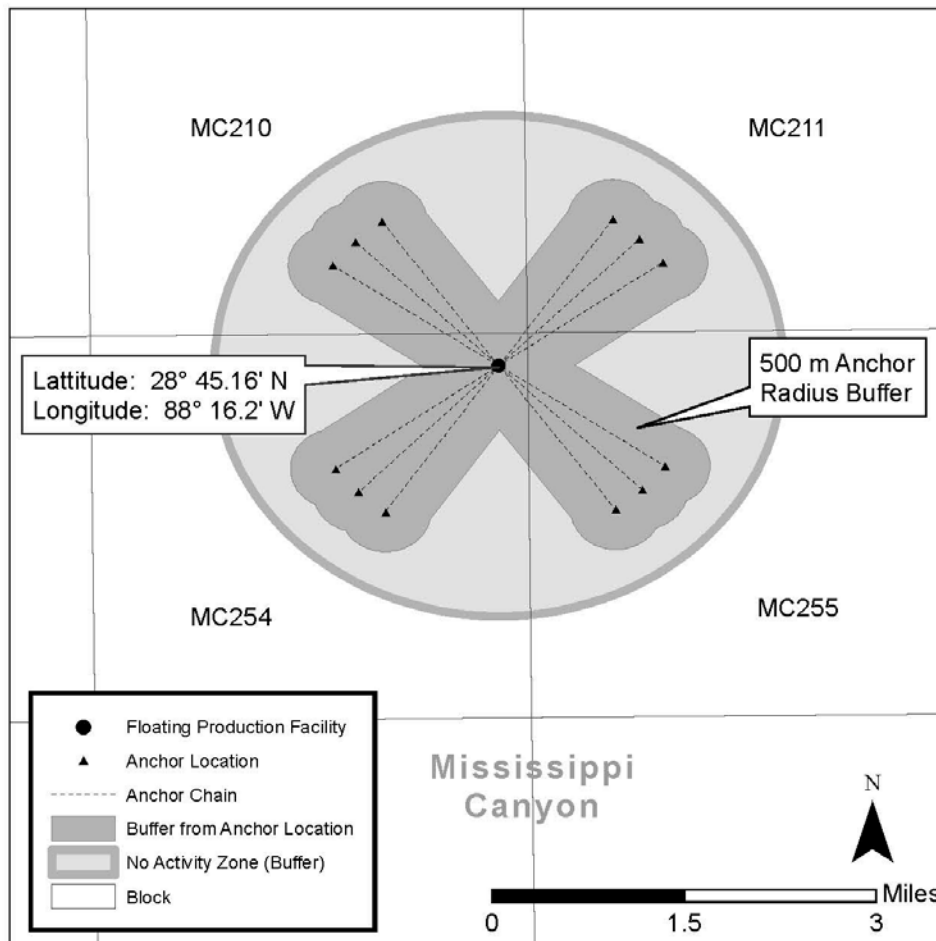 MC210
MC211
Lattitude: 28° 45.16' N
Longitude: 88° 16.2' W
500 m Anchor
Radius Buffer
MC254
MC255
Floating Production Facility
Anchor Location
Anchor Chain
Buffer from Anchor Location
No Activity Zone (Buffer)
Block
Mississippi
Canyon
N
Miles
0 1.5 3